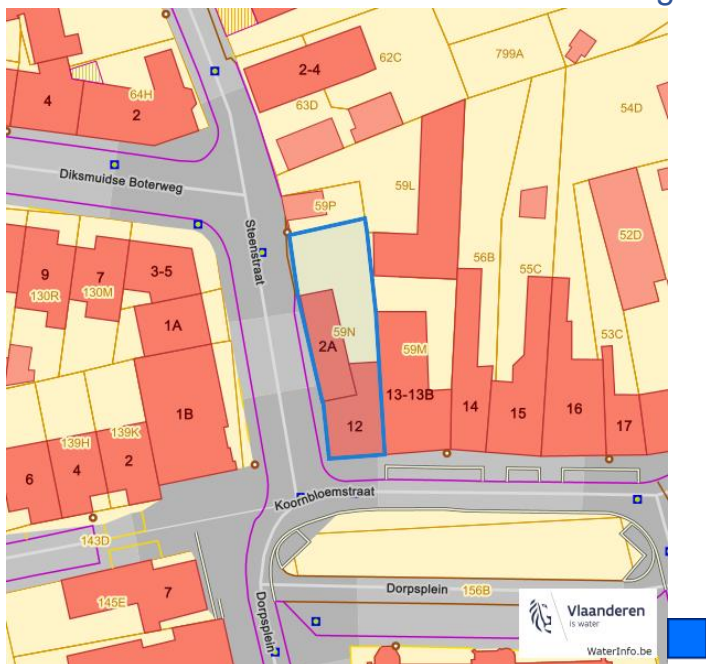 g
2-4
62C
799A
4
64H
2
63D
54D
Diksmuidse Boterweg
59L
59P
Steenstraat
52D
56B
9
7
3-5
55C
130R
130M
1A
59N
2A
59M
53C
1B
13-13B
12
14
15
16
17
139H
139K
6
4
2
Koornbloemstraat
143D
Dorpsplein
156B
145E
7
Dorpsplein
Vlaanderen
is water
WaterInfo.be